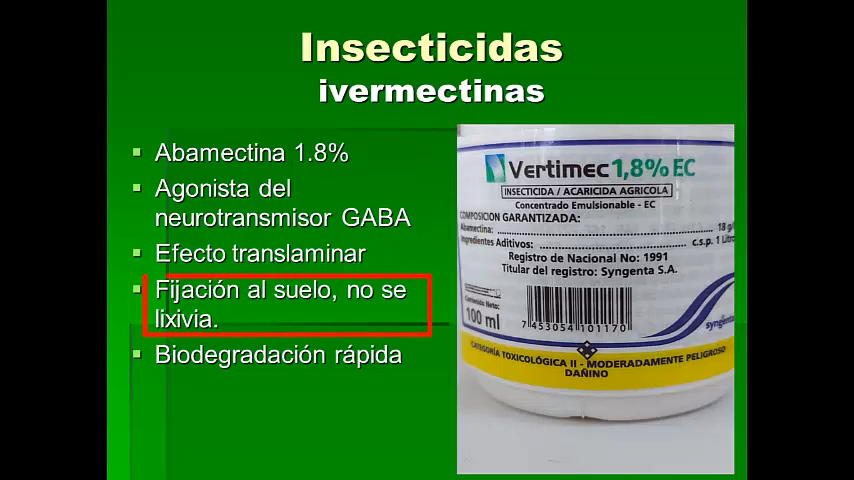 Insecticidas
ivermectinas
Abamectina 1.8%
Agonista del
neurotransmisor GABA
Efecto translaminar
Fijación al suelo, no se
lixivia.
Biodegradación rápida
Vertimec 1,8% EC
INSECTICIDA / ACARICIDA AGRICOLA
Concentrado Emulsionable - EC
COMPOSICION GARANTIZADA:
Abamectina: 18 g/
Ingredientes Aditivos: c.s.p. 1 Litro
Registro de Nacional No: 1991
Titular del registro: Syngenta S.A.
Contenido Neto:
100 ml
7 453054 101170
syngenta
CATEGORÍA TOXICOLÓGICA II - MODERADAMENTE PELIGROSO
DAÑINO